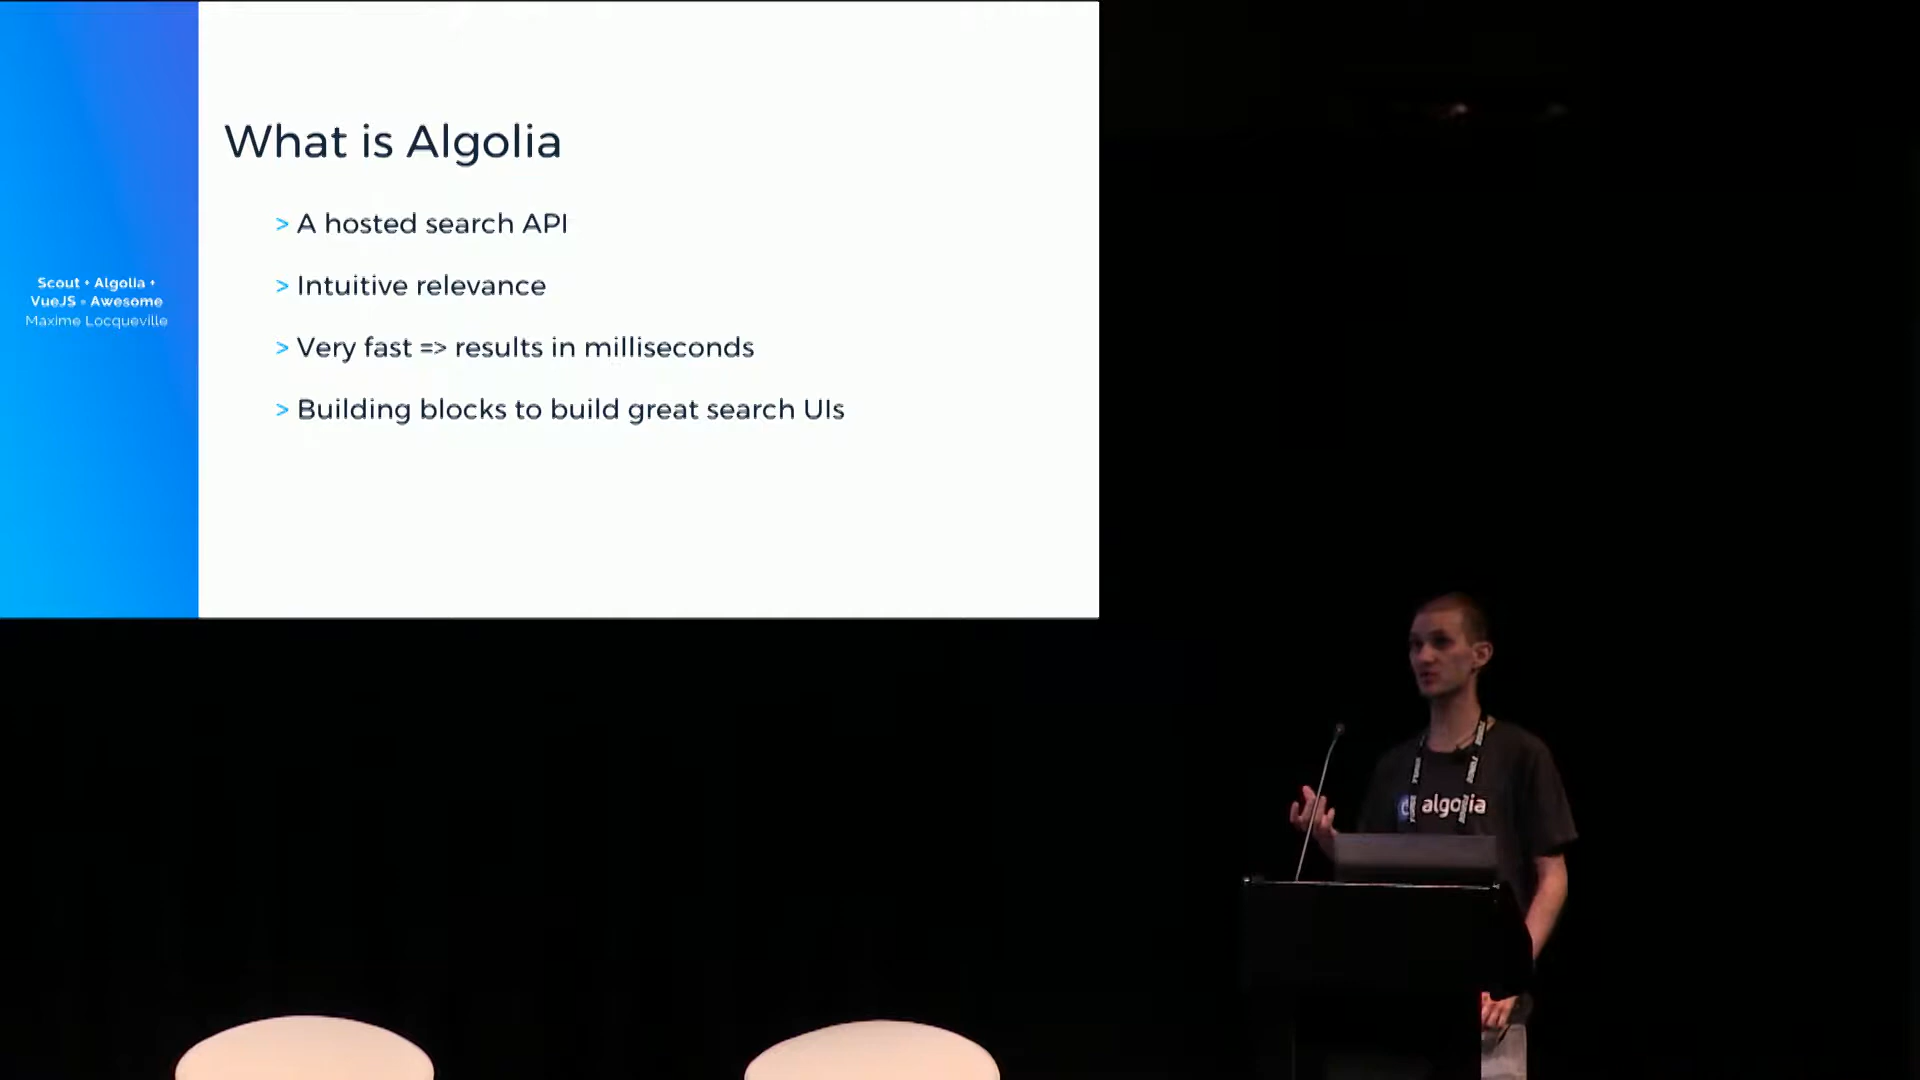 What is Algolia
> A hosted search API
> Intuitive relevance
> Very fast => results in milliseconds
> Building blocks to build great search UIs
Scout + Algolia +
VueJS = Awesome
Maxime Locqueville
algolia